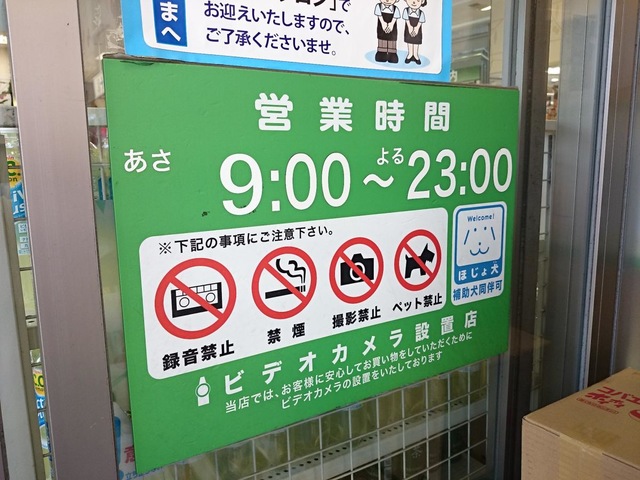 まへ
でお迎えいたしますので、
ご了承くださいませ。
営業時間
あさ 9:00〜よる 23:00
※下記の事項にご注意下さい。
録音禁止
禁煙
撮影禁止
ペット禁止
Welcome!
ほじょ犬
補助犬同伴可
ビデオカメラ設置店
当店では、お客様に安心してお買い物をしていただくために
ビデオカメラの設置をいたしております